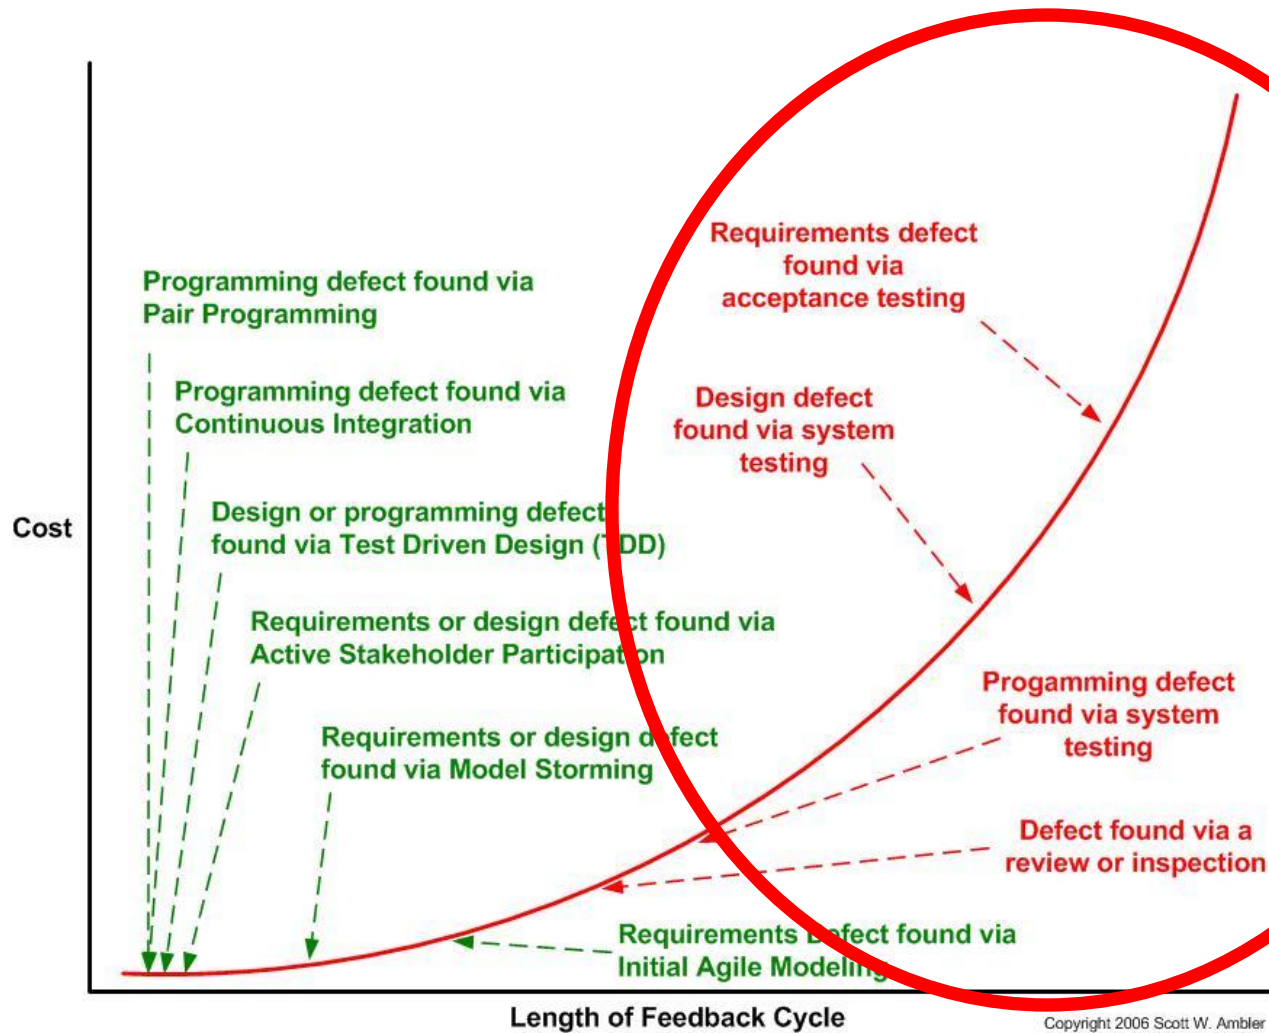 Programming defect found via
Pair Programming
Programming defect found via
Continuous Integration
Design or programming defect
found via Test Driven Design (TDD)
Requirements or design defect found via
Active Stakeholder Participation
Requirements or design defect
found via Model Storming
Requirements Defect found via
Initial Agile Modeling
Requirements defect
found via
acceptance testing
Design defect
found via system
testing
Progamming defect
found via system
testing
Defect found via a
review or inspection
Cost
Length of Feedback Cycle
Copyright 2006 Scott W. Ambler